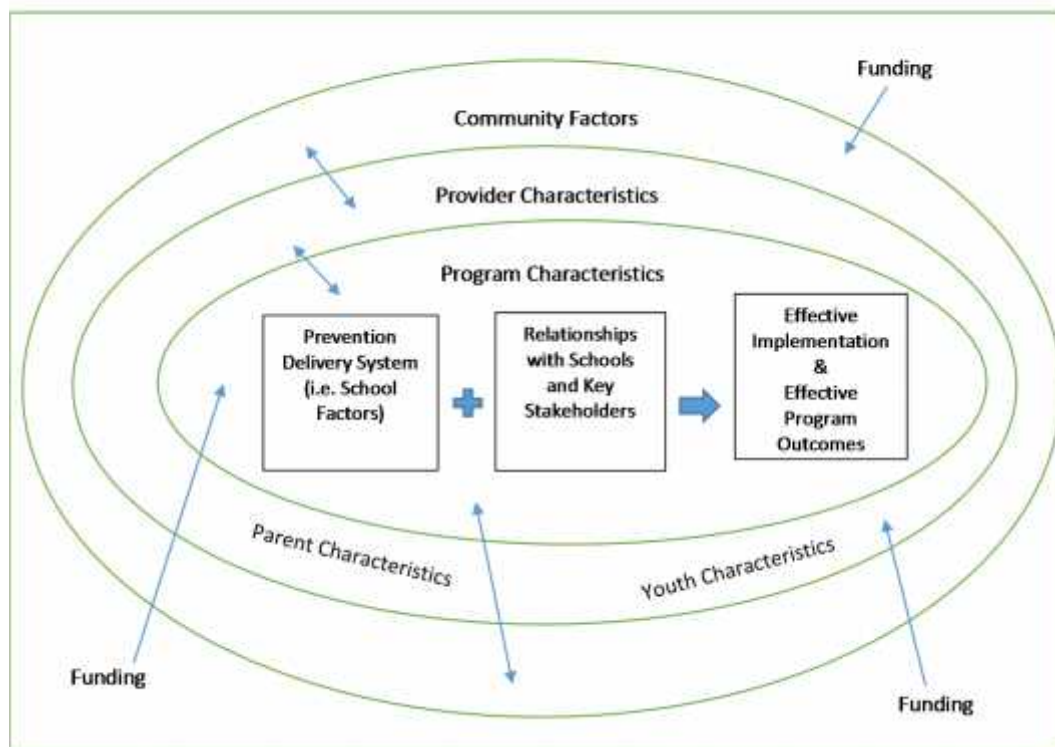 Funding
Community Factors
Provider Characteristics
Program Characteristics
Prevention
Delivery System
(i.e. School
Factors)
Relationships
with Schools
and Key
Stakeholders
Effective
Implementation
&
Effective
Program
Outcomes
Parent Characteristics
Youth Characteristics
Funding
Funding